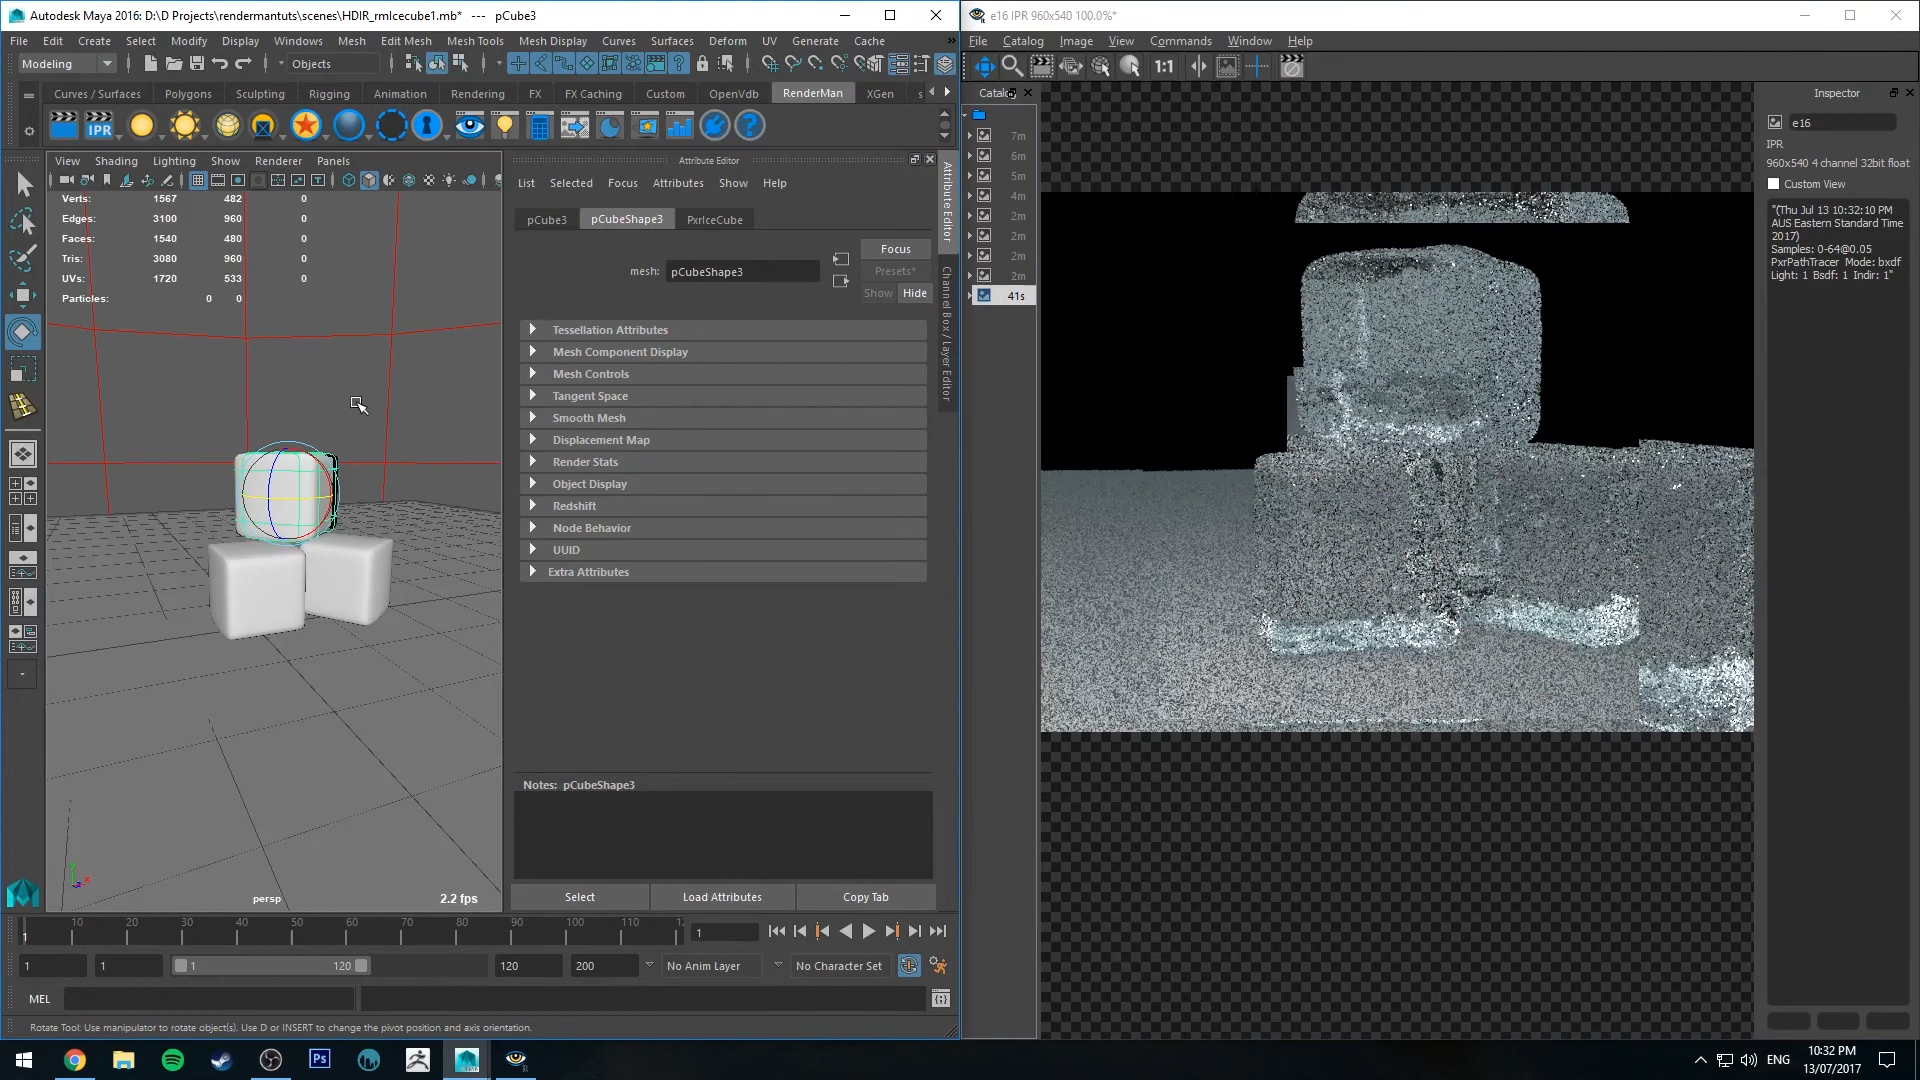 Autodesk Maya 2016: D:\D Projects\rendermantuts\scenes\HDIR_rmIcecube1.mb* --- pCube3
File Edit Create Select Modify Display Windows Mesh Edit Mesh Mesh Tools Mesh Display Curves Surfaces Deform UV Generate Cache
Modeling Objects
Curves / Surfaces Polygons Sculpting Rigging Animation Rendering FX FX Caching Custom OpenVdb RenderMan XGen s
IPR
View Shading Lighting Show Renderer Panels
Verts: 1567 482 0
Edges: 3100 960 0
Faces: 1540 480 0
Tris: 3080 960 0
UVs: 1720 533 0
Particles: 0 0
persp
2.2 fps
Attribute Editor
List Selected Focus Attributes Show Help
pCube3 pCubeShape3 PxrIceCube
mesh: pCubeShape3
Focus
Presets*
Show Hide
Tessellation Attributes
Mesh Component Display
Mesh Controls
Tangent Space
Smooth Mesh
Displacement Map
Render Stats
Object Display
Redshift
Node Behavior
UUID
Extra Attributes
Notes: pCubeShape3
Select Load Attributes Copy Tab
Attribute Editor
Channel Box / Layer Editor
10 20 30 40 50 60 70 80 90 100 110 12
1
1
1 1 1 120 120 200 No Anim Layer No Character Set
MEL
Rotate Tool: Use manipulator to rotate object(s). Use D or INSERT to change the pivot position and axis orientation.
e16 IPR 960x540 100.0%*
File Catalog Image View Commands Window Help
1:1
Catalog
7m
6m
5m
4m
2m
2m
2m
2m
41s
Inspector
e16
IPR
960x540 4 channel 32bit float
Custom View
"(Thu Jul 13 10:32:10 PM
AUS Eastern Standard Time
2017)
Samples: 0-64@0.05
PxrPathTracer Mode: bxdf
Light: 1 Bsdf: 1 Indir: 1"
Ps
ENG
10:32 PM
13/07/2017